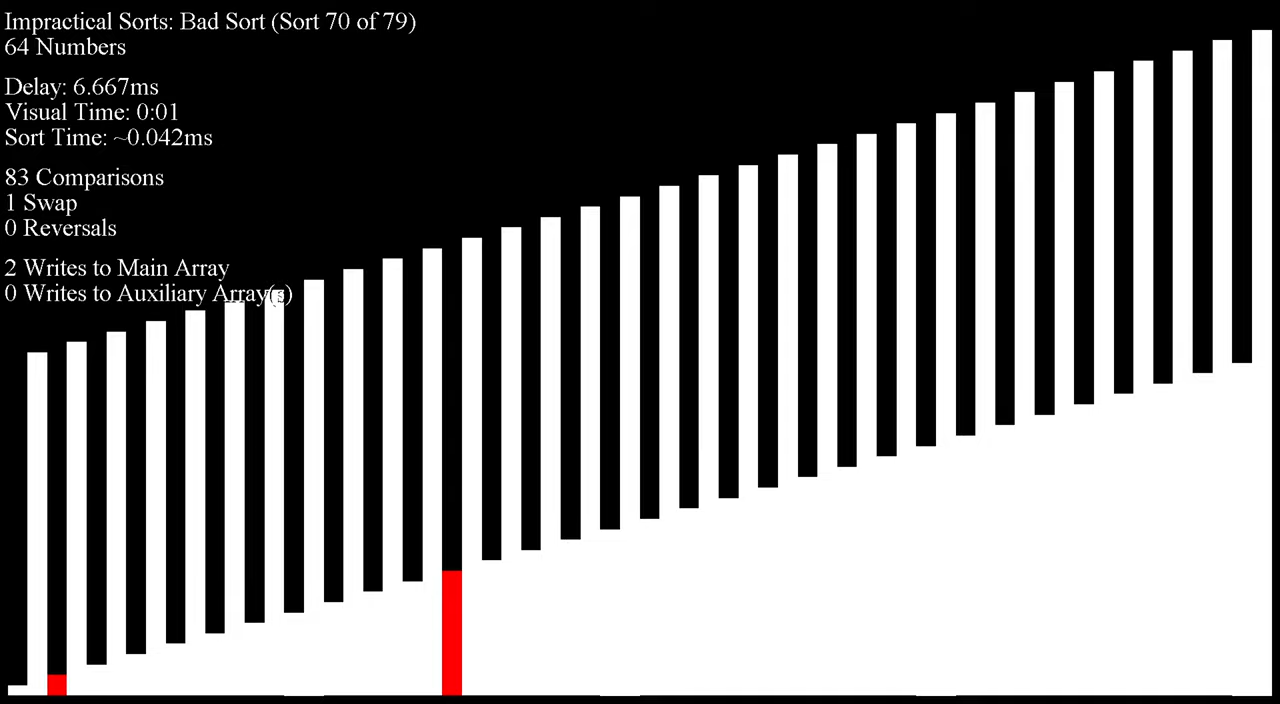 Impractical Sorts: Bad Sort (Sort 70 of 79)
64 Numbers
Delay: 6.667ms
Visual Time: 0:01
Sort Time: ~0.042ms
83 Comparisons
1 Swap
0 Reversals
2 Writes to Main Array
0 Writes to Auxiliary Array(s)